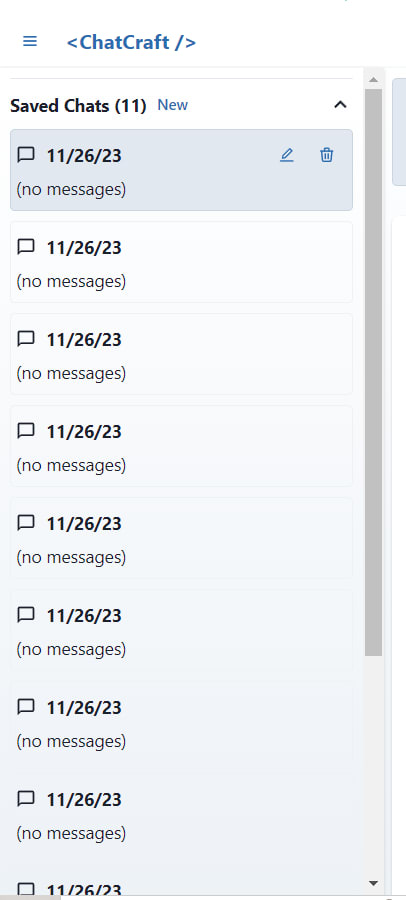 <ChatCraft />
Saved Chats (11) New
11/26/23
(no messages)
11/26/23
(no messages)
11/26/23
(no messages)
11/26/23
(no messages)
11/26/23
(no messages)
11/26/23
(no messages)
11/26/23
(no messages)
11/26/23
(no messages)
11/26/23